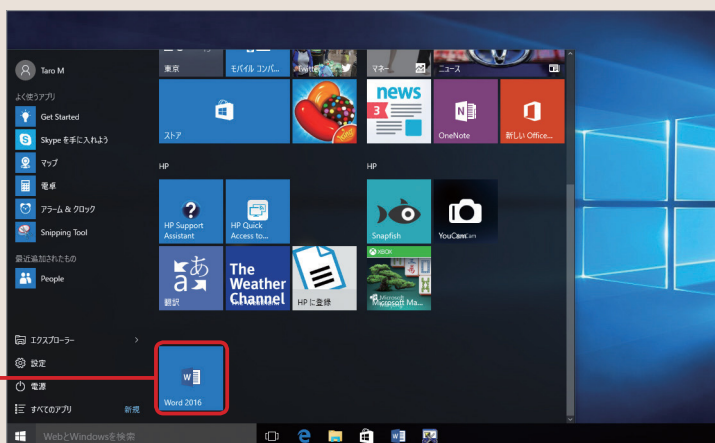 Taro M
よく使うアプリ
Get Started
Skype を手に入れよう
マップ
電卓
アラーム & クロック
Snipping Tool
最近追加されたもの
People
エクスプローラー
設定
電源
すべてのアプリ
新規
東京
モバイル コンパ...
Twitter
マネー
ニュース
ストア
news
3
OneNote
新しい Office...
HP
HP
HP Support
Assistant
HP Quick
Access to...
Snapfish
YouCam
あ
a
翻訳
The
Weather
Channel
HP に登録
XBOX
Microsoft Ma...
Word 2016
WebとWindowsを検索